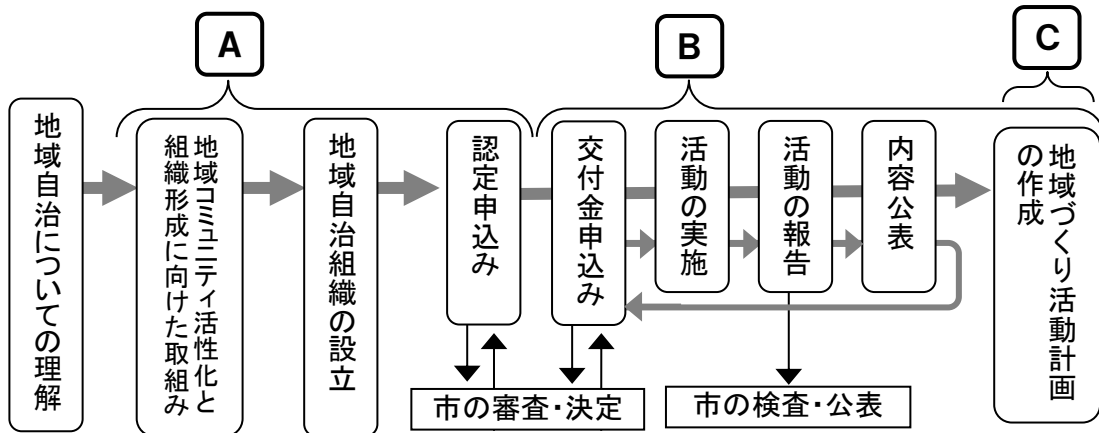 A
B
C
地域自治についての理解
地域コミュニティ活性化と
組織形成に向けた取組み
地域自治組織の設立
認定申込み
交付金申込み
活動の実施
活動の報告
内容公表
地域づくり活動計画
の作成
市の審査・決定
市の検査・公表